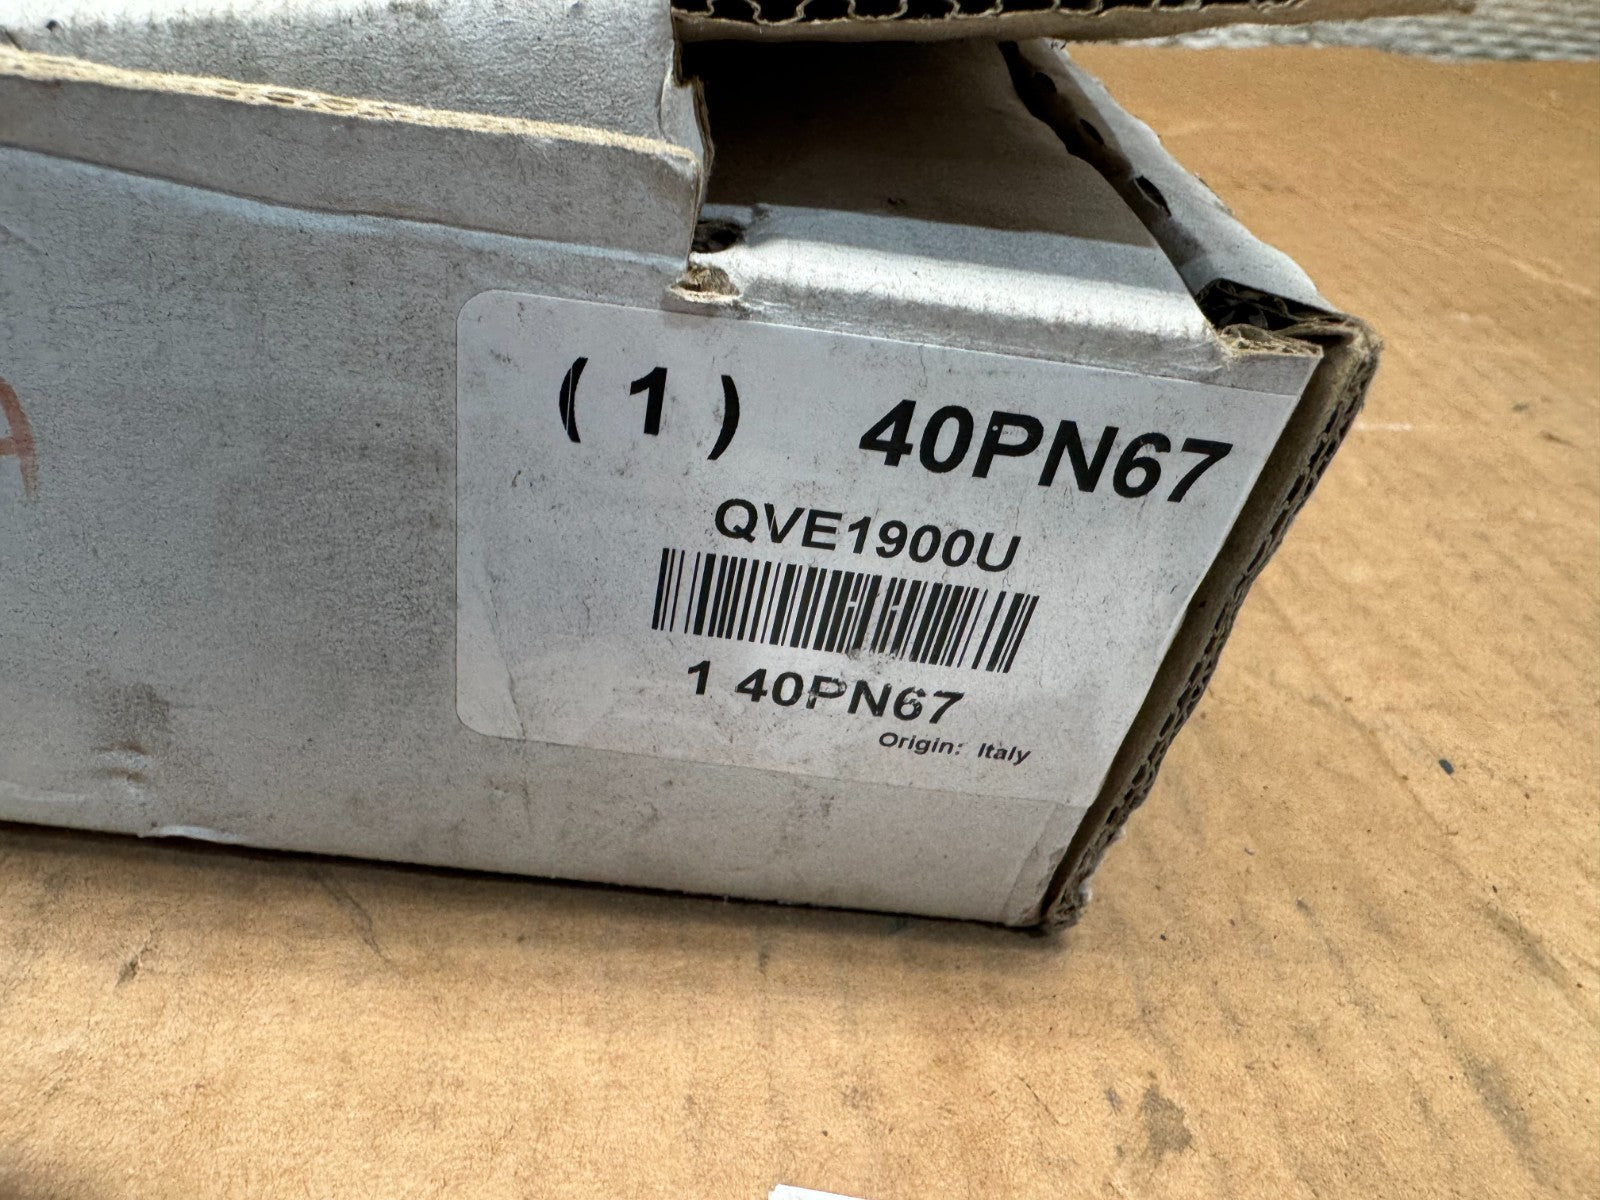 ( 1 ) 40PN67
QVE1900U
1 40PN67
Origin: Italy
A